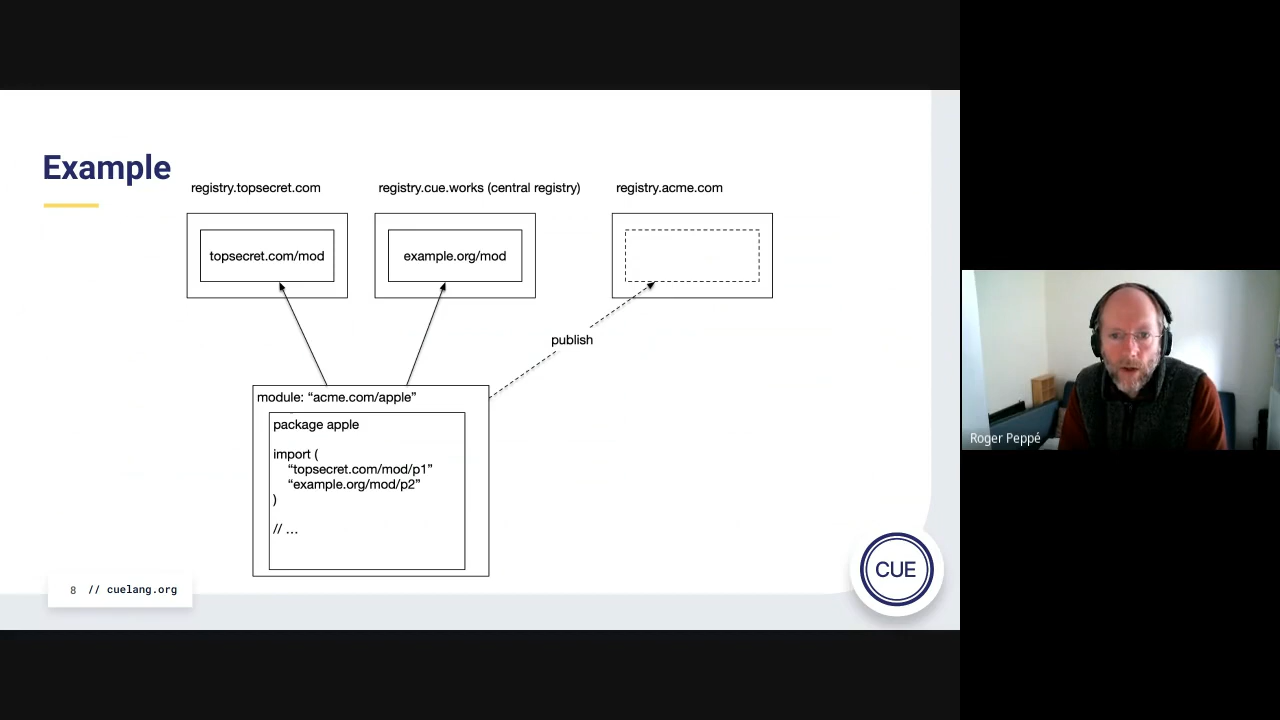 Example
registry.topsecret.com
registry.cue.works (central registry)
registry.acme.com
topsecret.com/mod
example.org/mod
publish
module: “acme.com/apple”
package apple
import (
“topsecret.com/mod/p1”
“example.org/mod/p2”
)
// ...
8 // cuelang.org
CUE
Roger Peppé